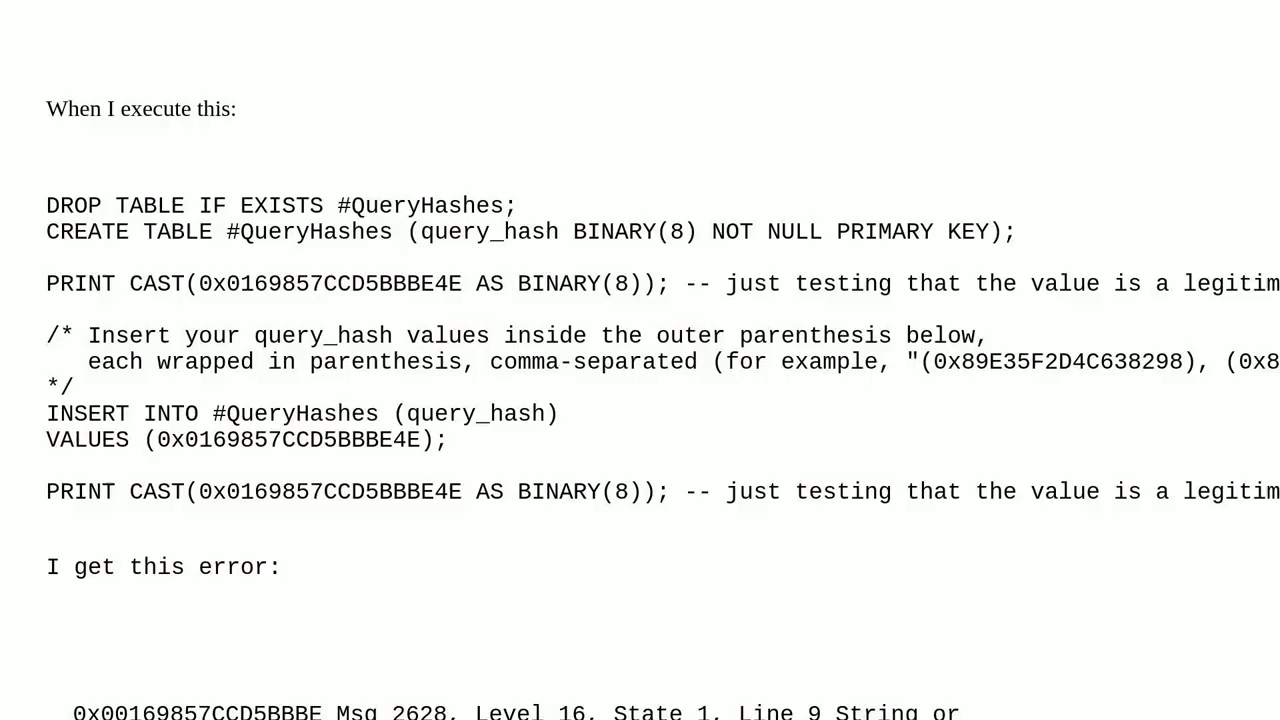 When I execute this:
DROP TABLE IF EXISTS #QueryHashes;
CREATE TABLE #QueryHashes (query_hash BINARY(8) NOT NULL PRIMARY KEY);
PRINT CAST(0x0169857CCD5BBBE4E AS BINARY(8)); -- just testing that the value is a legitim
/* Insert your query_hash values inside the outer parenthesis below,
each wrapped in parenthesis, comma-separated (for example, "(0x89E35F2D4C638298), (0x8
*/
INSERT INTO #QueryHashes (query_hash)
VALUES (0x0169857CCD5BBBE4E);
PRINT CAST(0x0169857CCD5BBBE4E AS BINARY(8)); -- just testing that the value is a legitim
I get this error:
0x00169857CCD5BBBE Msg 2628, Level 16, State 1, Line 9 String or